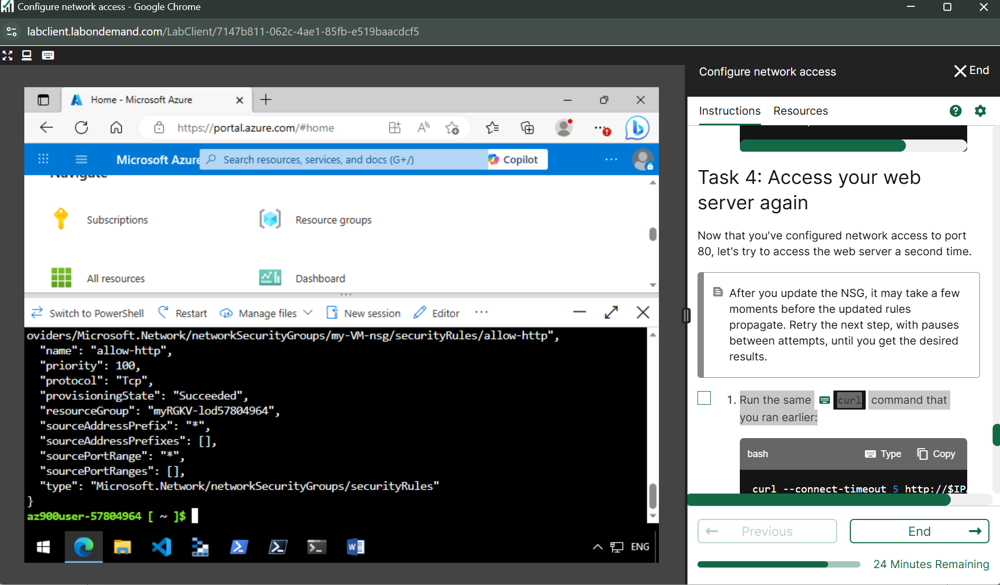 Configure network access - Google Chrome
labclient.labondemand.com/LabClient/7147b811-062c-4ae1-85fb-e519baacdcf5
Home - Microsoft Azure
https://portal.azure.com/#home
Microsoft Azure
Search resources, services, and docs (G+/)
Copilot
Navigate
Subscriptions
Resource groups
All resources
Dashboard
Switch to PowerShell
Restart
Manage files
New session
Editor
oviders/Microsoft.Network/networkSecurityGroups/my-VM-nsg/securityRules/allow-http",
"name": "allow-http",
"priority": 100,
"protocol": "Tcp",
"provisioningState": "Succeeded",
"resourceGroup": "myRGKV-lod57804964",
"sourceAddressPrefix": "*",
"sourceAddressPrefixes": [],
"sourcePortRange": "*",
"sourcePortRanges": [],
"type": "Microsoft.Network/networkSecurityGroups/securityRules"
}
az900user-57804964 [ ~ ]$
ENG
Configure network access
End
Instructions
Resources
Task 4: Access your web
server again
Now that you've configured network access to port
80, let's try to access the web server a second time.
After you update the NSG, it may take a few
moments before the updated rules
propagate. Retry the next step, with pauses
between attempts, until you get the desired
results.
1. Run the same curl command that
you ran earlier:
bash
Type
Copy
curl --connect-timeout 5 http://$IP
Previous
End
24 Minutes Remaining